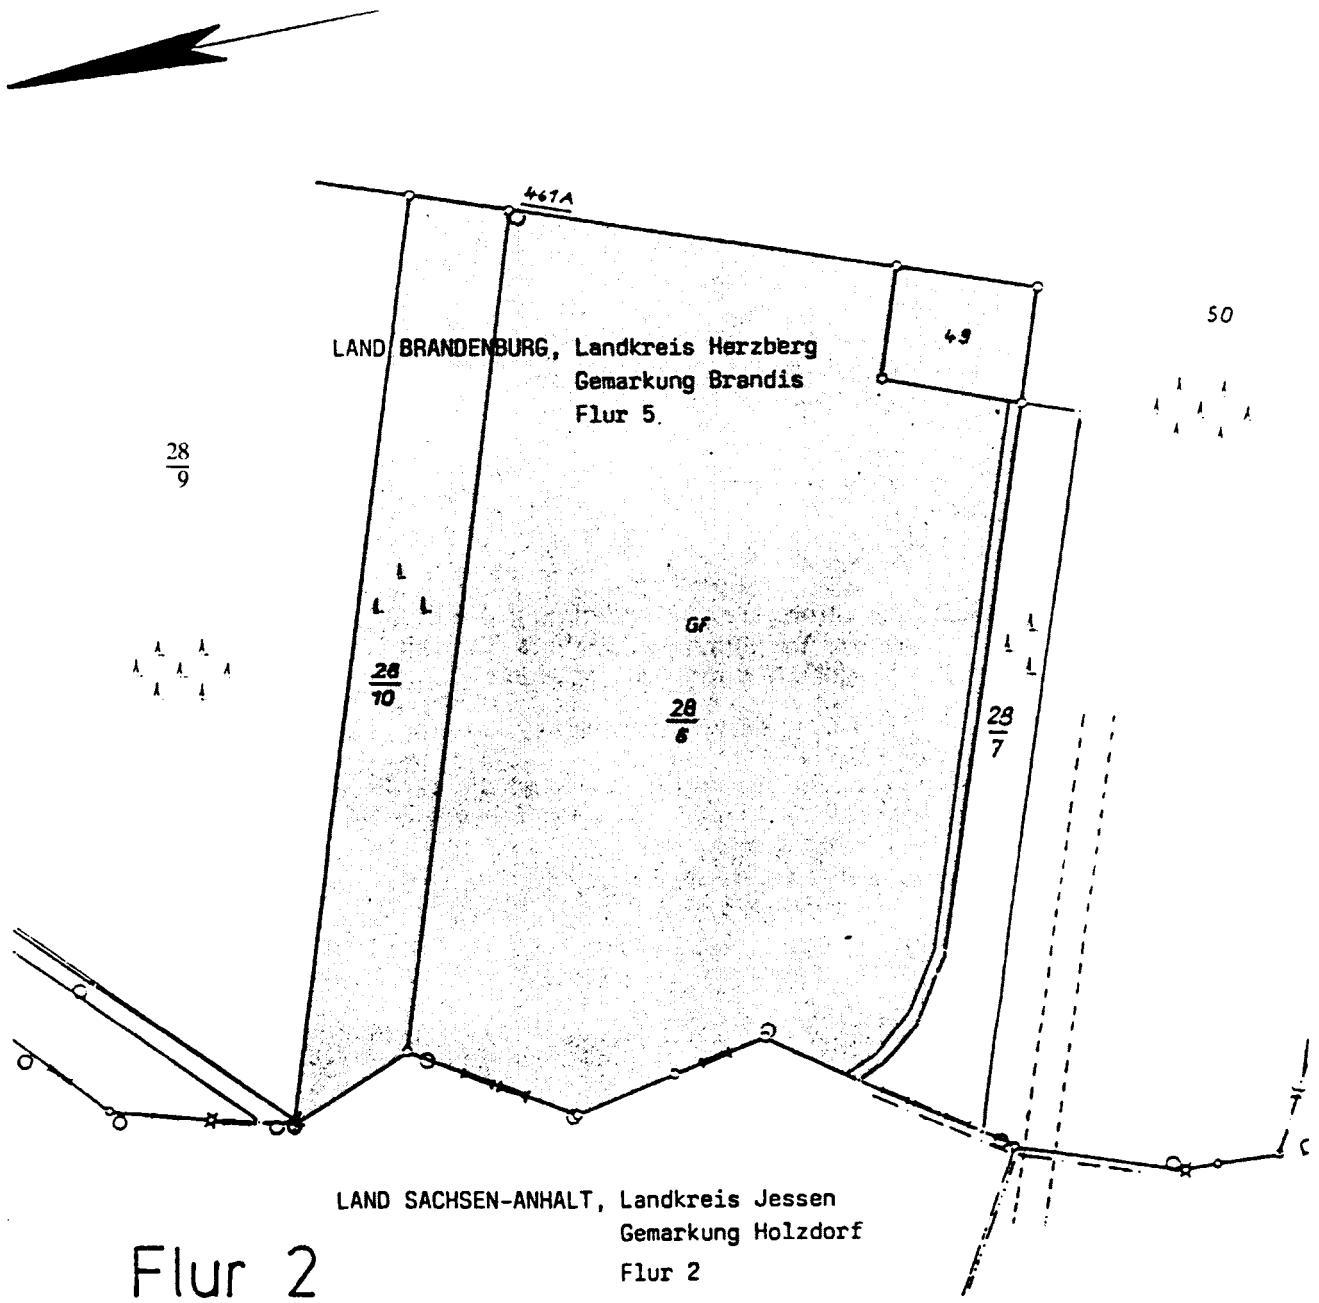 461A
49
50
LAND BRANDENBURG, Landkreis Herzberg
Gemarkung Brandis
Flur 5.
28
9
GF
28
10
28
6
28
7
LAND SACHSEN-ANHALT, Landkreis Jessen
Gemarkung Holzdorf
Flur 2
Flur 2